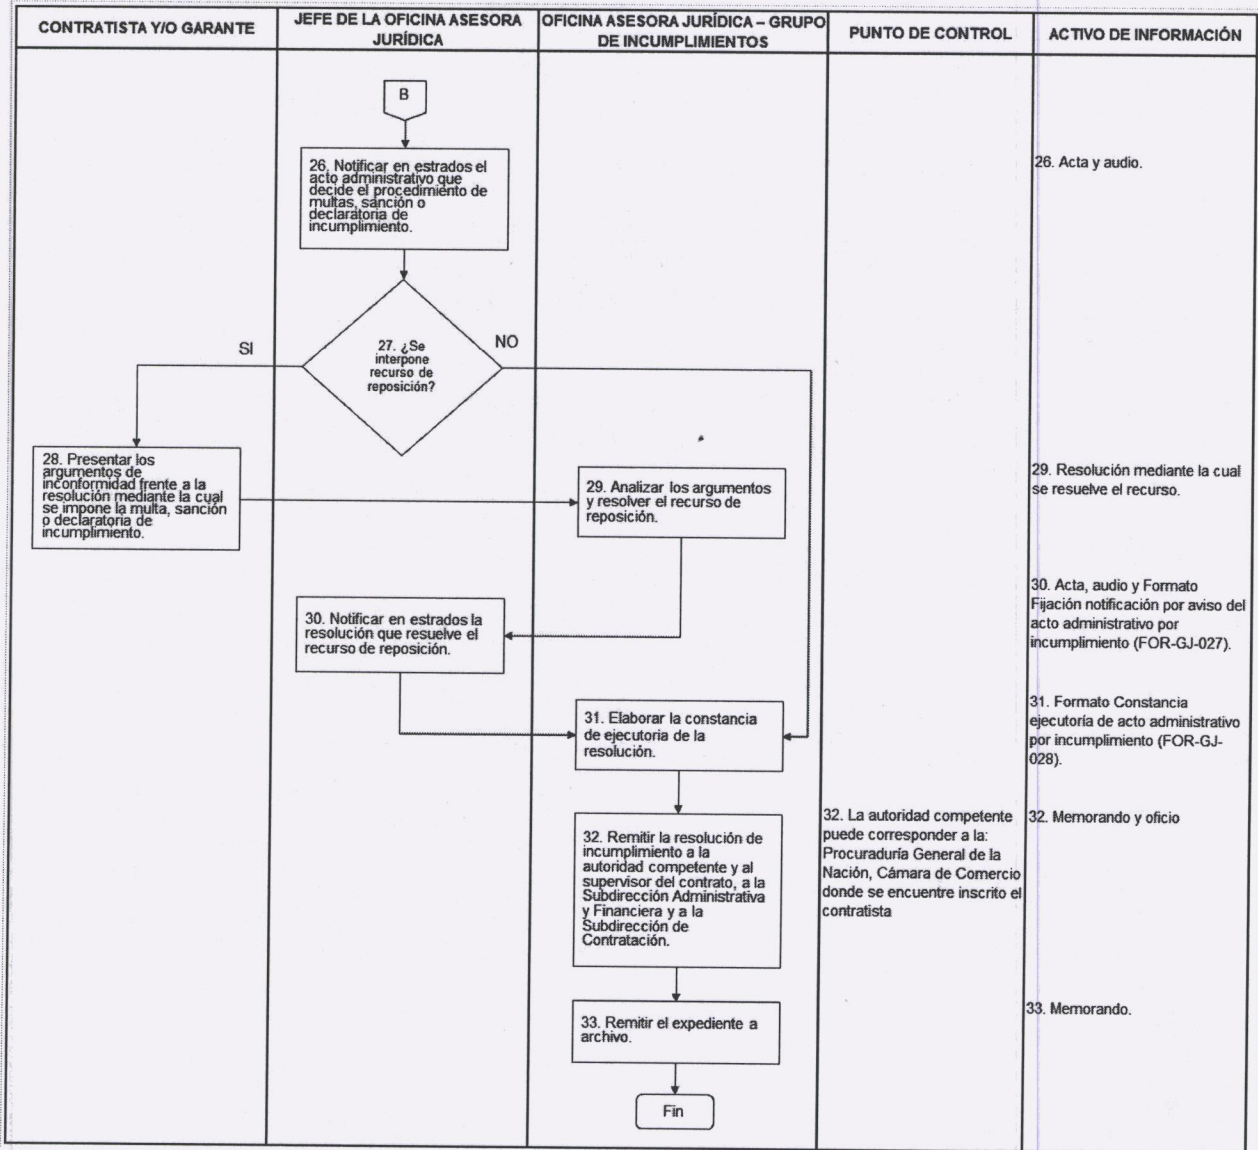 CONTRATISTA Y/O GARANTE
JEFE DE LA OFICINA ASESORA
JURÍDICA
OFICINA ASESORA JURÍDICA – GRUPO
DE INCUMPLIMIENTOS
PUNTO DE CONTROL
ACTIVO DE INFORMACIÓN
B
26. Notificar en estrados el
acto administrativo que
decide el procedimiento de
multas, sanción o
declaratoria de
incumplimiento.
26. Acta y audio.
27. ¿Se
interpone
recurso de
reposición?
SI
NO
28. Presentar los
argumentos de
inconformidad frente a la
resolución mediante la cual
se impone la multa, sanción
o declaratoria de
incumplimiento.
29. Analizar los argumentos
y resolver el recurso de
reposición.
29. Resolución mediante la cual
se resuelve el recurso.
30. Notificar en estrados la
resolución que resuelve el
recurso de reposición.
30. Acta, audio y Formato
Fijación notificación por aviso del
acto administrativo por
incumplimiento (FOR-GJ-027).
31. Elaborar la constancia
de ejecutoria de la
resolución.
31. Formato Constancia
ejecutoría de acto administrativo
por incumplimiento (FOR-GJ-
028).
32. Remitir la resolución de
incumplimiento a la
autoridad competente y al
supervisor del contrato, a la
Subdirección Administrativa
y Financiera y a la
Subdirección de
Contratación.
32. La autoridad competente
puede corresponder a la:
Procuraduría General de la
Nación, Cámara de Comercio
donde se encuentre inscrito el
contratista
32. Memorando y oficio
33. Remitir el expediente a
archivo.
33. Memorando.
Fin